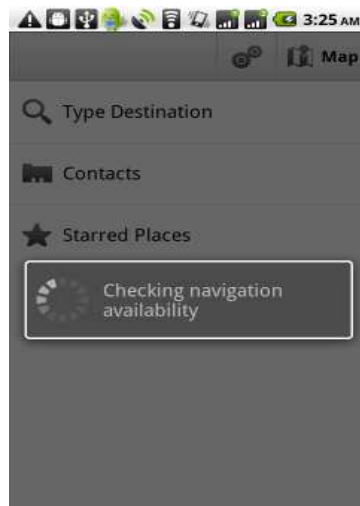 3:25 AM
Map
Type Destination
Contacts
Starred Places
Checking navigation
availability